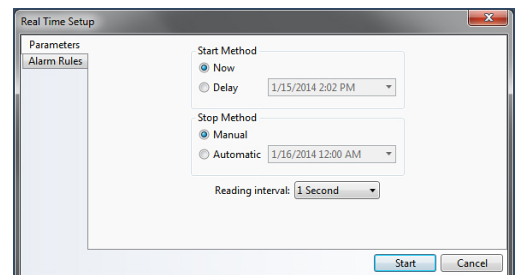 Real Time Setup
Parameters
Alarm Rules
Start Method
Now
Delay 1/15/2014 2:02 PM
Stop Method
Manual
Automatic 1/16/2014 12:00 AM
Reading interval: 1 Second
Start Cancel